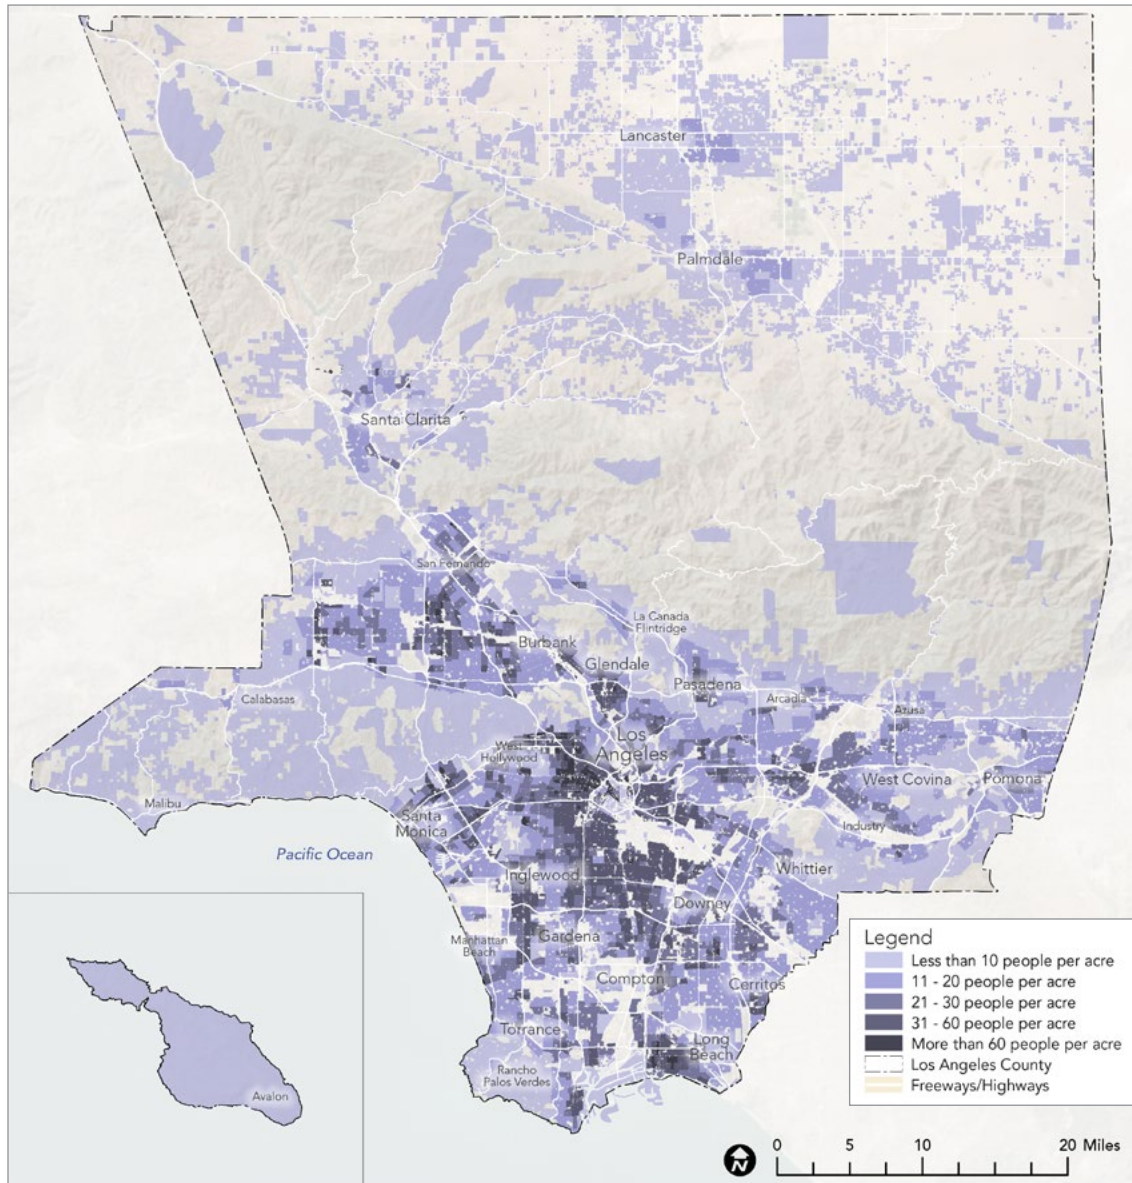 Lancaster
Palmdale
Santa Clarita
San Fernando
La Canada
Flintridge
Burbank
Glendale
Pasadena
Arcadia
Azusa
Calabasas
Los
Angeles
West
Hollywood
West Covina
Pomona
Malibu
Santa
Monica
Industry
Pacific Ocean
Inglewood
Whittier
Downey
Manhattan
Beach
Gardena
Compton
Cerritos
Torrance
Long
Beach
Rancho
Palos Verdes
Avalon
Legend
Less than 10 people per acre
11 - 20 people per acre
21 - 30 people per acre
31 - 60 people per acre
More than 60 people per acre
Los Angeles County
Freeways/Highways
N
0 5 10 20 Miles